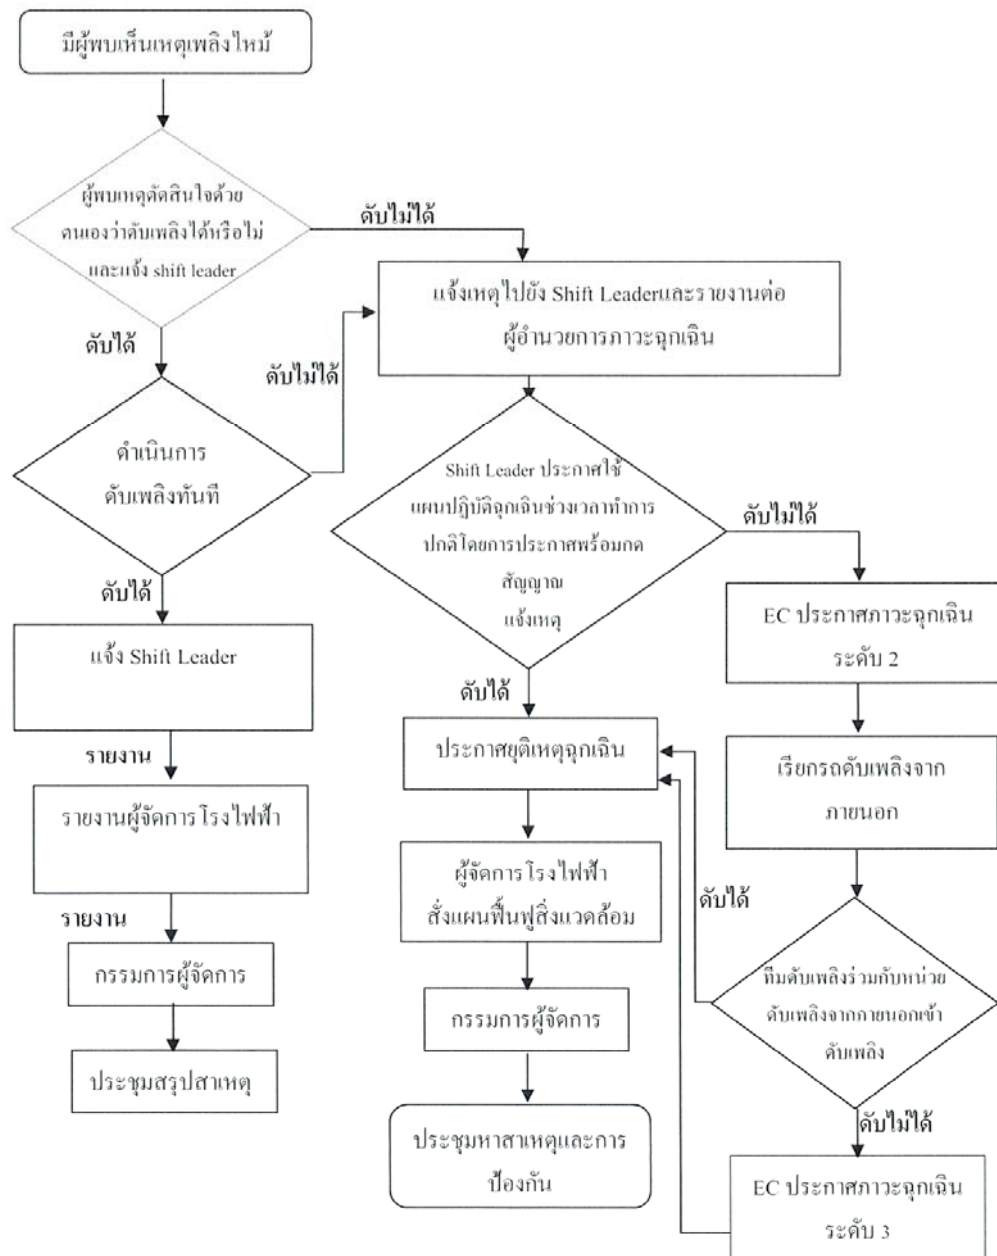 มีผู้พบเห็นเหตุเพลิงไหม้
ผู้พบเหตุตัดสินใจด้วย
ตนเองว่าดับเพลิงได้หรือไม่
และแจ้ง shift leader
ดับไม่ได้
แจ้งเหตุไปยัง Shift Leaderและรายงานต่อ
ผู้อำนวยการภาวะฉุกเฉิน
ดับได้
ดับไม่ได้
ดำเนินการ
ดับเพลิงทันที
Shift Leader ประกาศใช้
แผนปฏิบัติฉุกเฉินช่วงเวลาทำการ
ปกติโดยการประกาศพร้อมกด
สัญญาณ
แจ้งเหตุ
ดับไม่ได้
ดับได้
แจ้ง Shift Leader
EC ประกาศภาวะฉุกเฉิน
ระดับ 2
ดับได้
รายงาน
ประกาศยุติเหตุฉุกเฉิน
เรียกรถดับเพลิงจาก
ภายนอก
รายงานผู้จัดการโรงไฟฟ้า
ผู้จัดการโรงไฟฟ้า
สั่งแผนฟื้นฟูสิ่งแวดล้อม
ดับได้
รายงาน
กรรมการผู้จัดการ
ทีมดับเพลิงร่วมกับหน่วย
ดับเพลิงจากภายนอกเข้า
ดับเพลิง
กรรมการผู้จัดการ
ประชุมสรุปสาเหตุ
ดับไม่ได้
ประชุมหาสาเหตุและการ
ป้องกัน
EC ประกาศภาวะฉุกเฉิน
ระดับ 3